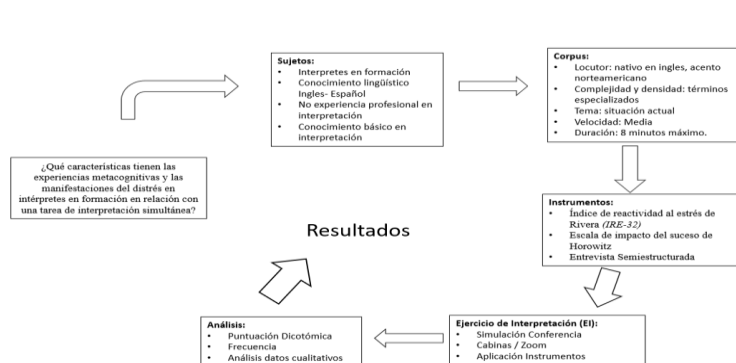 ¿Qué características tienen las
experiencias metacognitivas y las
manifestaciones del distrés en
intérpretes en formación en relación con
una tarea de interpretación simultánea?
Sujetos:
• Interpretes en formación
• Conocimiento lingüístico
Ingles- Español
• No experiencia profesional en
interpretación
• Conocimiento básico en
interpretación
Corpus:
• Locutor: nativo en ingles, acento
norteamericano
• Complejidad y densidad: términos
especializados
• Tema: situación actual
• Velocidad: Media
• Duración: 8 minutos máximo.
Instrumentos:
• Índice de reactividad al estrés de
Rivera (IRE-32)
• Escala de impacto del suceso de
Horowitz
• Entrevista Semiestructurada
Ejercicio de Interpretación (EI):
• Simulación Conferencia
• Cabinas / Zoom
• Aplicación Instrumentos
Análisis:
• Puntuación Dicotómica
• Frecuencia
• Análisis datos cualitativos
Resultados